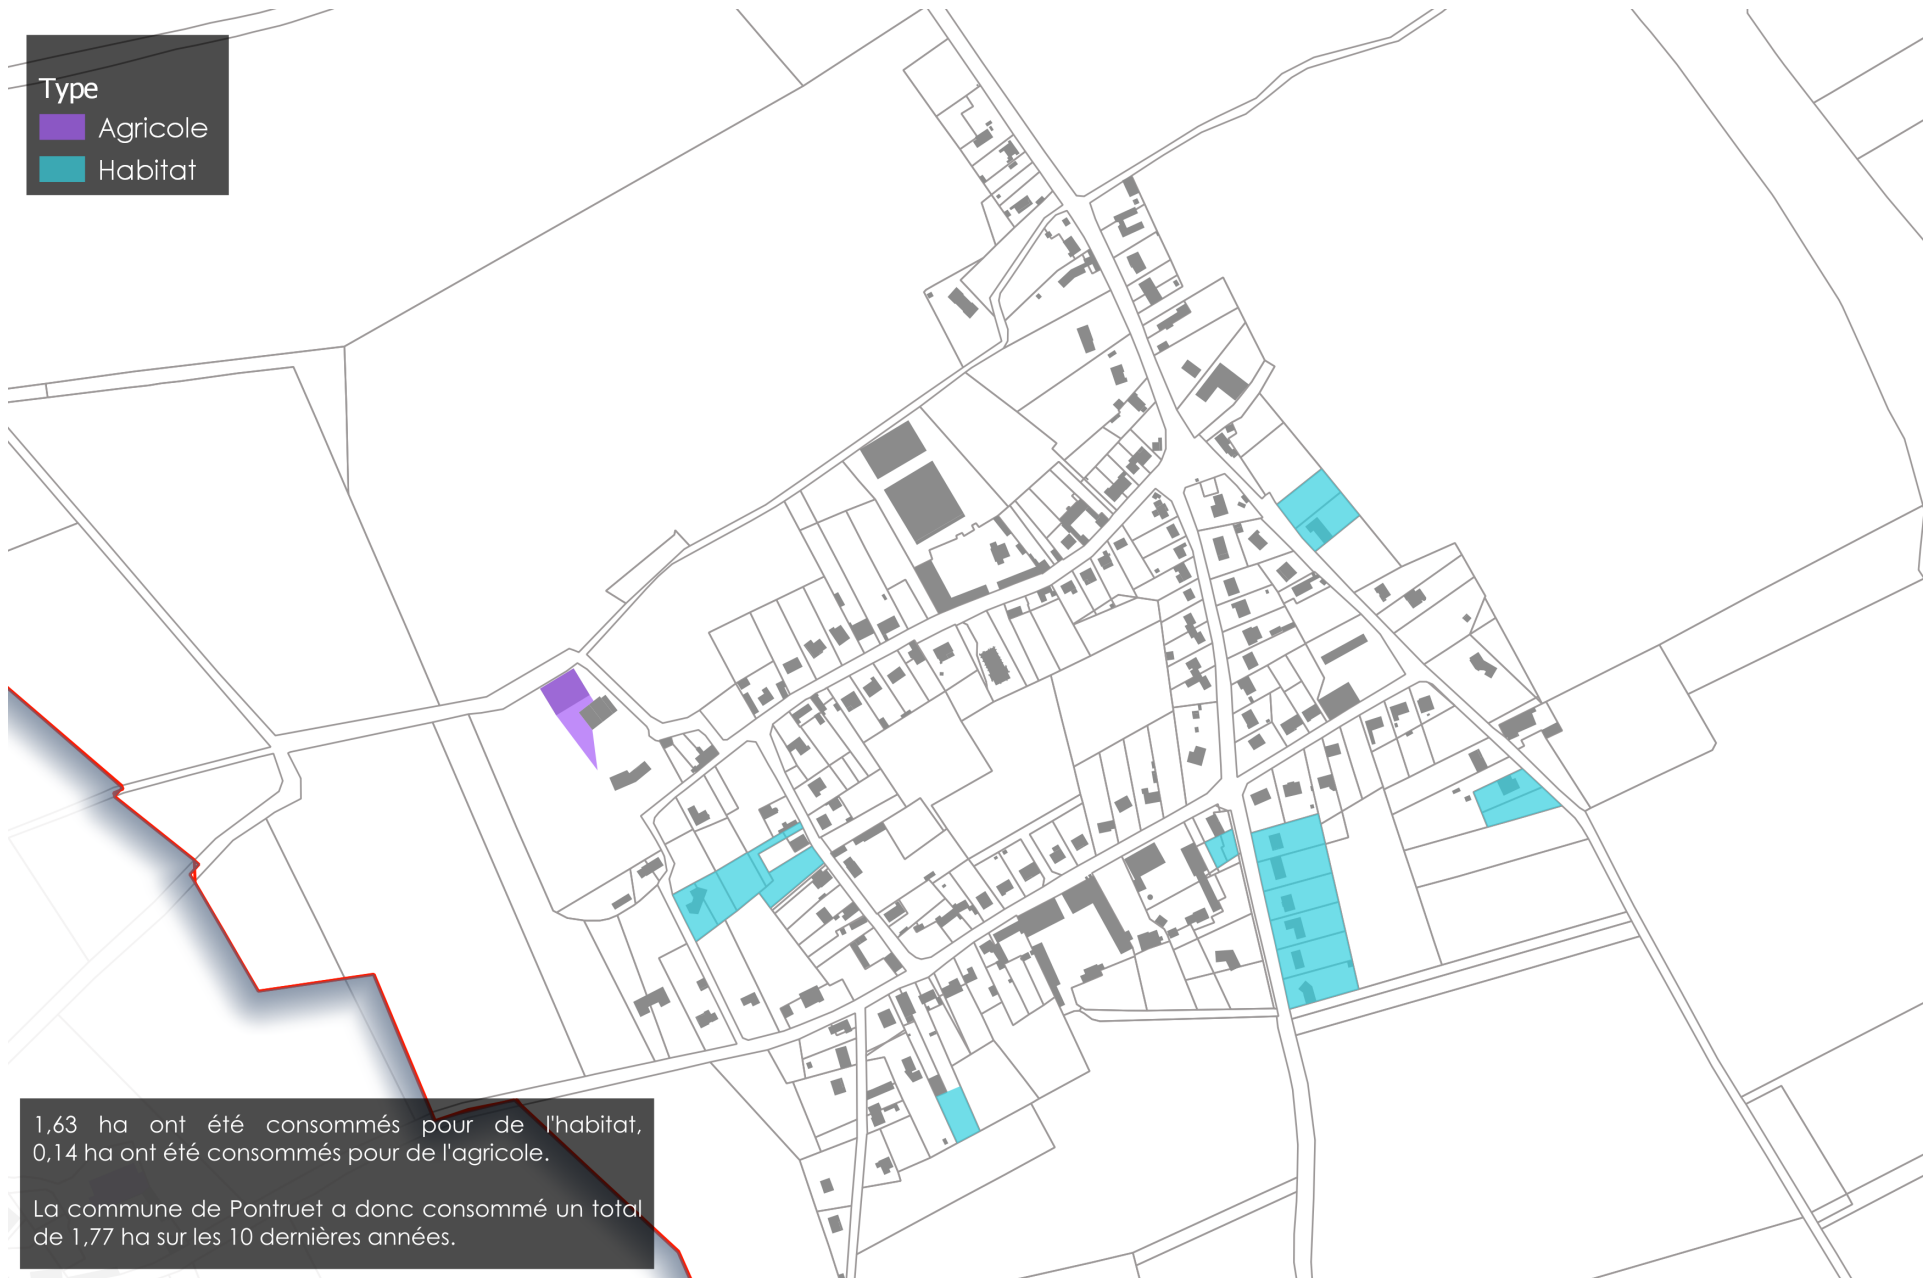 Type
Agricole
Habitat
1,63 ha ont été consommés pour de l'habitat,
0,14 ha ont été consommés pour de l'agricole.
La commune de Pontruet a donc consommé un total
de 1,77 ha sur les 10 dernières années.